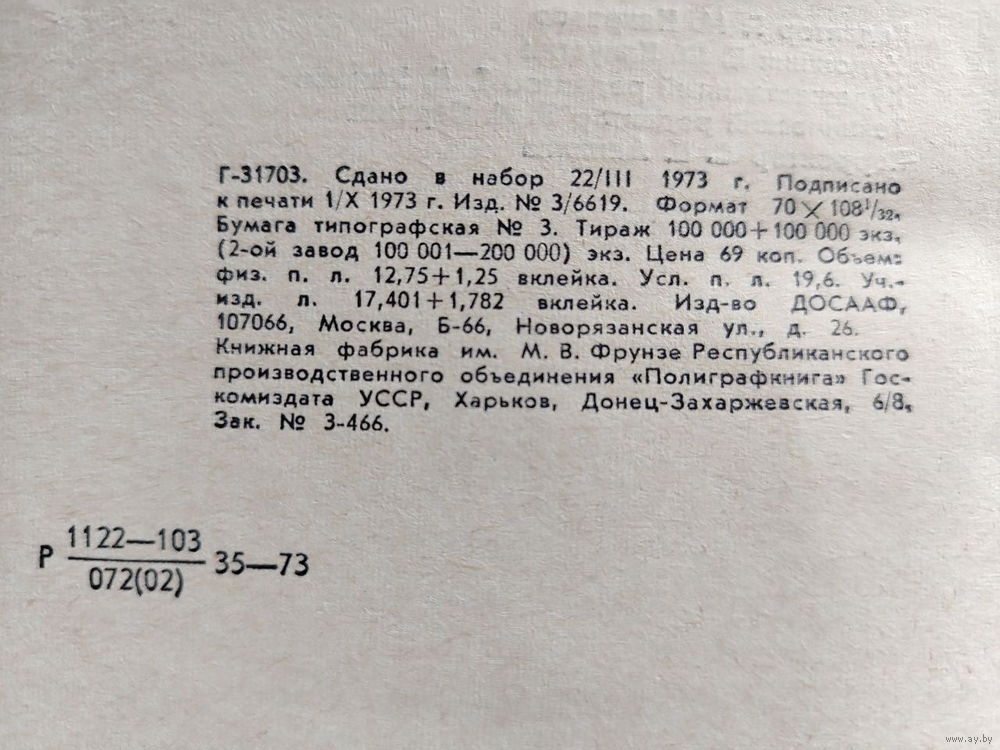 Г-31703. Сдано в набор 22/III 1973 г. Подписано
к печати 1/X 1973 г. Изд. № 3/6619. Формат 70×108¹/₃₂.
Бумага типографская № 3. Тираж 100 000+100 000 экз.
(2-ой завод 100 001—200 000) экз. Цена 69 коп. Объем:
физ. п. л. 12,75+1,25 вклейка. Усл. п. л. 19,6. Уч.-
изд. л. 17,401+1,782 вклейка. Изд-во ДОСААФ,
107066, Москва, Б-66, Новорязанская ул., д. 26.
Книжная фабрика им. М. В. Фрунзе Республиканского
производственного объединения «Полиграфкнига» Гос-
комиздата УССР, Харьков, Донец-Захаржевская, 6/8,
Зак. № 3-466.
Р 1122—103
072(02) 35—73
www.ay.by